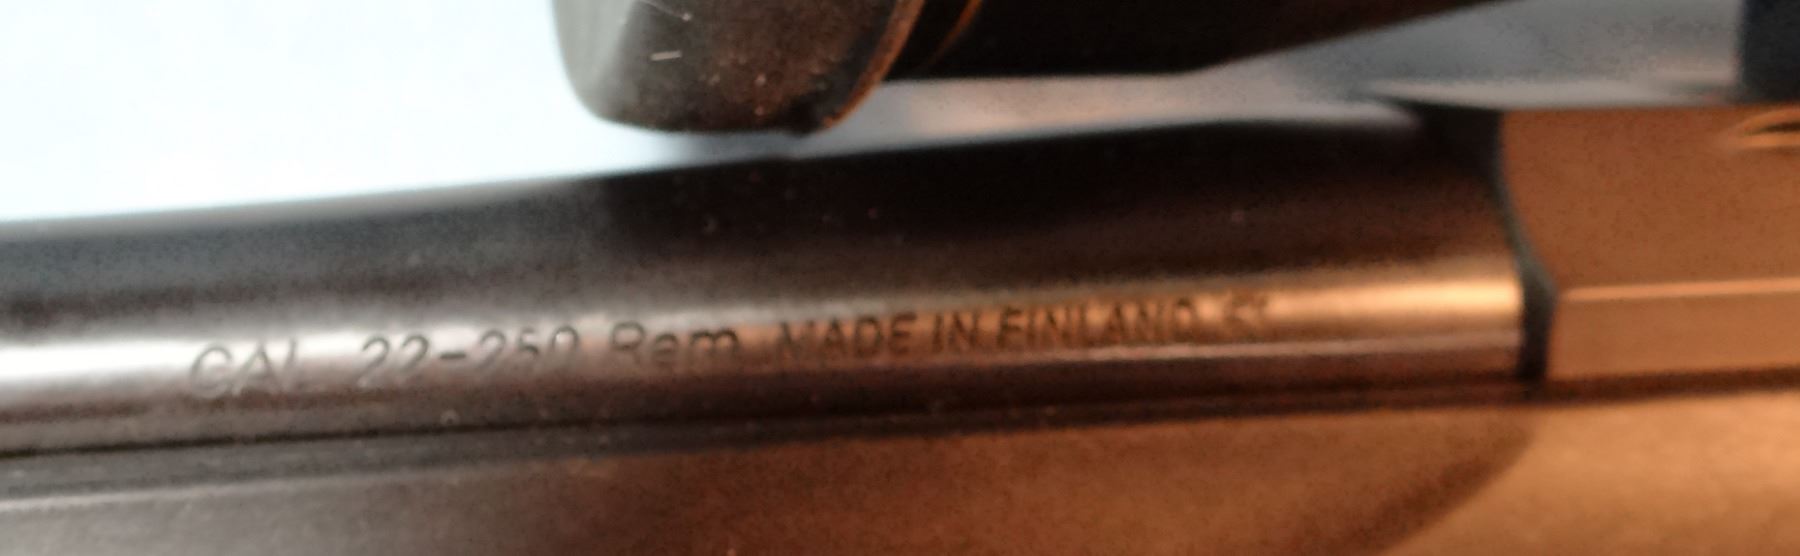 CAL 22-250 Rem MADE IN FINLAND